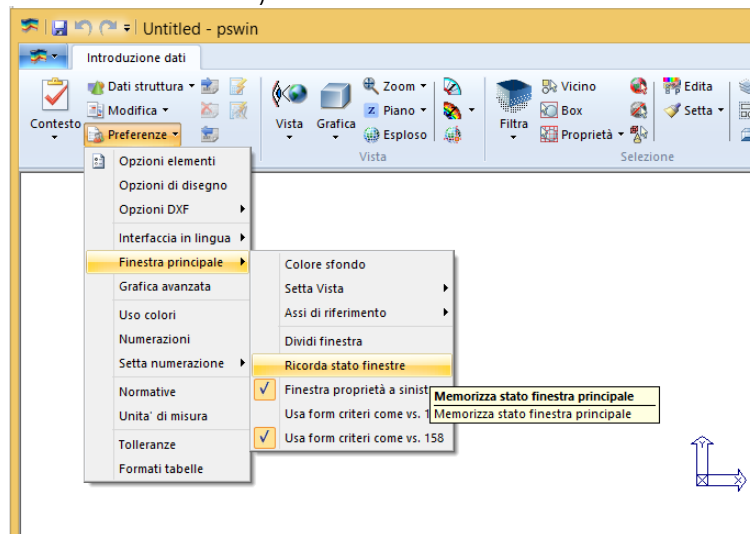 Untitled - pswin
Introduzione dati
Contesto
Dati struttura
Modifica
Preferenze
Vista
Grafica
Zoom
Piano
Esploso
Vista
Filtra
Vicino
Box
Proprietà
Edita
Setta
Selezione
Opzioni elementi
Opzioni di disegno
Opzioni DXF
Interfaccia in lingua
Finestra principale
Grafica avanzata
Uso colori
Numerazioni
Setta numerazione
Normative
Unita' di misura
Tolleranze
Formati tabelle
Colore sfondo
Setta Vista
Assi di riferimento
Dividi finestra
Ricorda stato finestre
Finestra proprietà a sinist
Usa form criteri come vs. 1
Usa form criteri come vs. 158
Memorizza stato finestra principale
Memorizza stato finestra principale
Y
X